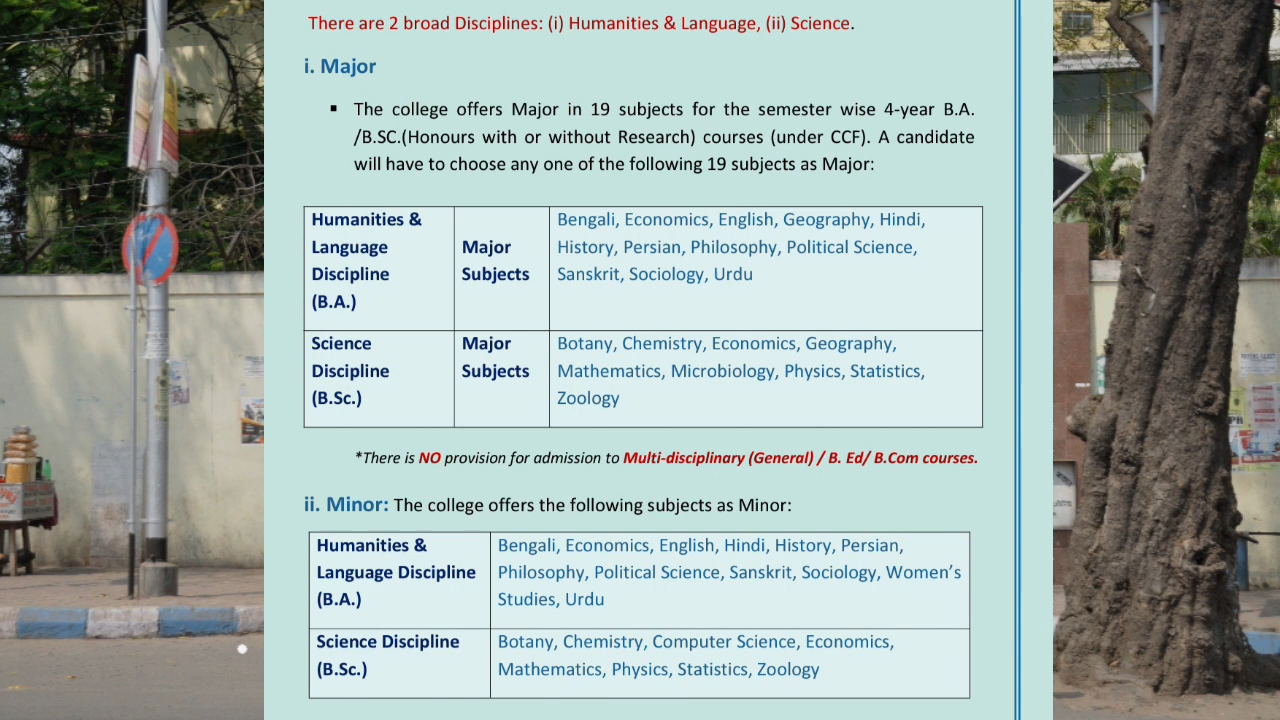 There are 2 broad Disciplines: (i) Humanities & Language, (ii) Science.
i. Major
▪ The college offers Major in 19 subjects for the semester wise 4-year B.A.
/B.SC.(Honours with or without Research) courses (under CCF). A candidate
will have to choose any one of the following 19 subjects as Major:
Humanities &
Language
Discipline
(B.A.)
Major
Subjects
Bengali, Economics, English, Geography, Hindi,
History, Persian, Philosophy, Political Science,
Sanskrit, Sociology, Urdu
Science
Discipline
(B.Sc.)
Major
Subjects
Botany, Chemistry, Economics, Geography,
Mathematics, Microbiology, Physics, Statistics,
Zoology
*There is NO provision for admission to Multi-disciplinary (General) / B. Ed/ B.Com courses.
ii. Minor: The college offers the following subjects as Minor:
Humanities &
Language Discipline
(B.A.)
Bengali, Economics, English, Hindi, History, Persian,
Philosophy, Political Science, Sanskrit, Sociology, Women's
Studies, Urdu
Science Discipline
(B.Sc.)
Botany, Chemistry, Computer Science, Economics,
Mathematics, Physics, Statistics, Zoology